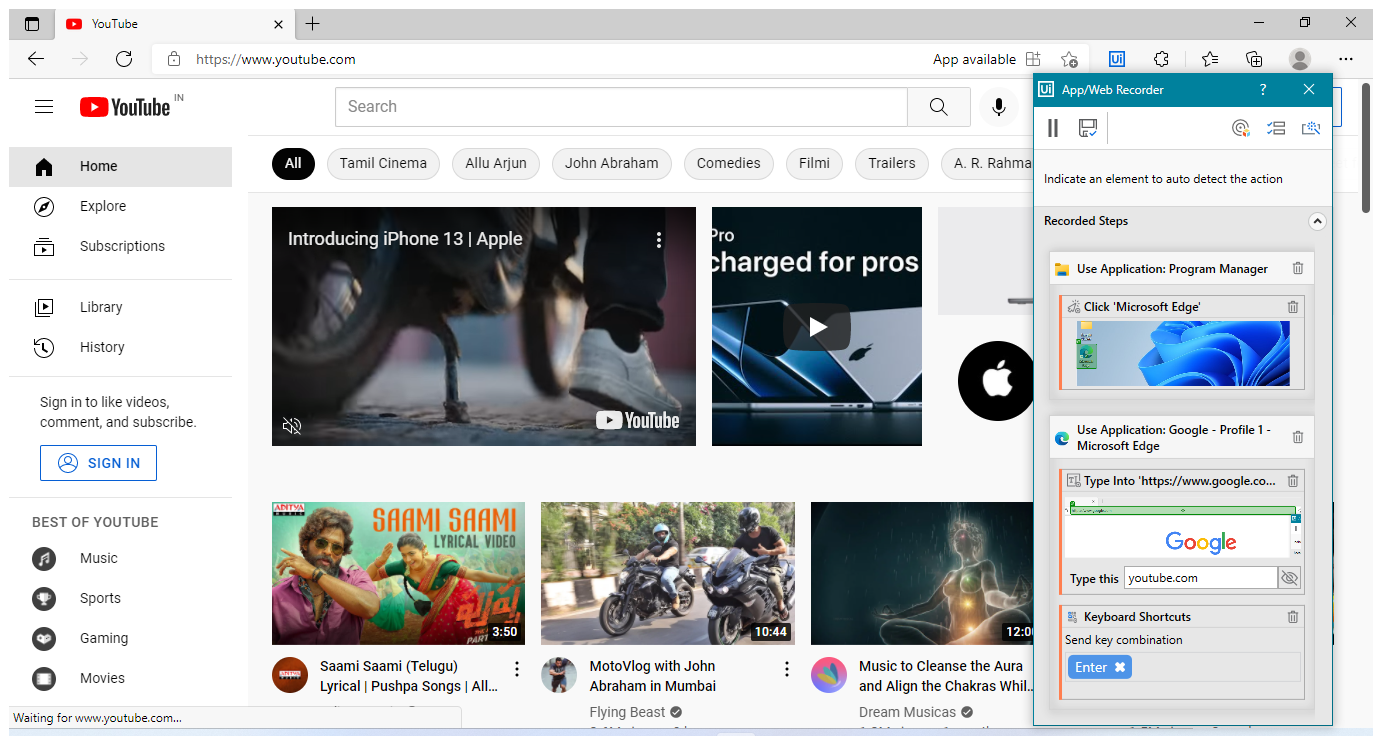 YouTube
https://www.youtube.com
App available
Ui
YouTube IN
Search
Home
Explore
Subscriptions
Library
History
Sign in to like videos,
comment, and subscribe.
SIGN IN
BEST OF YOUTUBE
Music
Sports
Gaming
Movies
Waiting for www.youtube.com...
All
Tamil Cinema
Allu Arjun
John Abraham
Comedies
Filmi
Trailers
A. R. Rahma
Introducing iPhone 13 | Apple
YouTube
Pro
charged for pros
ADITYA
MUSIC
SAAMI SAAMI
LYRICAL VIDEO
3:50
Saami Saami (Telugu)
Lyrical | Pushpa Songs | All...
10:44
MotoVlog with John
Abraham in Mumbai
Flying Beast
12:00
Music to Cleanse the Aura
and Align the Chakras Whil...
Dream Musicas
Ui App/Web Recorder ?
Indicate an element to auto detect the action
Recorded Steps
Use Application: Program Manager
Click 'Microsoft Edge'
Use Application: Google - Profile 1 -
Microsoft Edge
Type Into 'https://www.google.co...
Google
Type this youtube.com
Keyboard Shortcuts
Send key combination
Enter